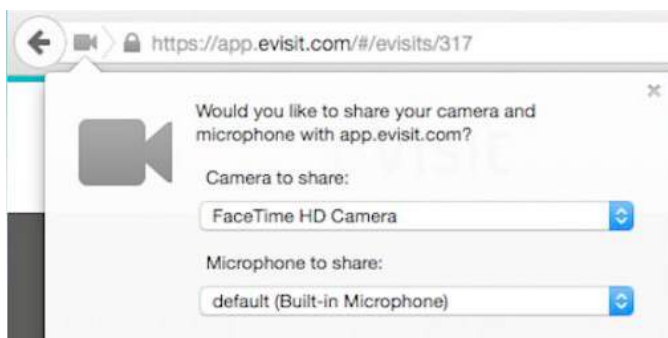 https://app.evisit.com/#/evisits/317
Would you like to share your camera and
microphone with app.evisit.com?
Camera to share:
FaceTime HD Camera
Microphone to share:
default (Built-in Microphone)